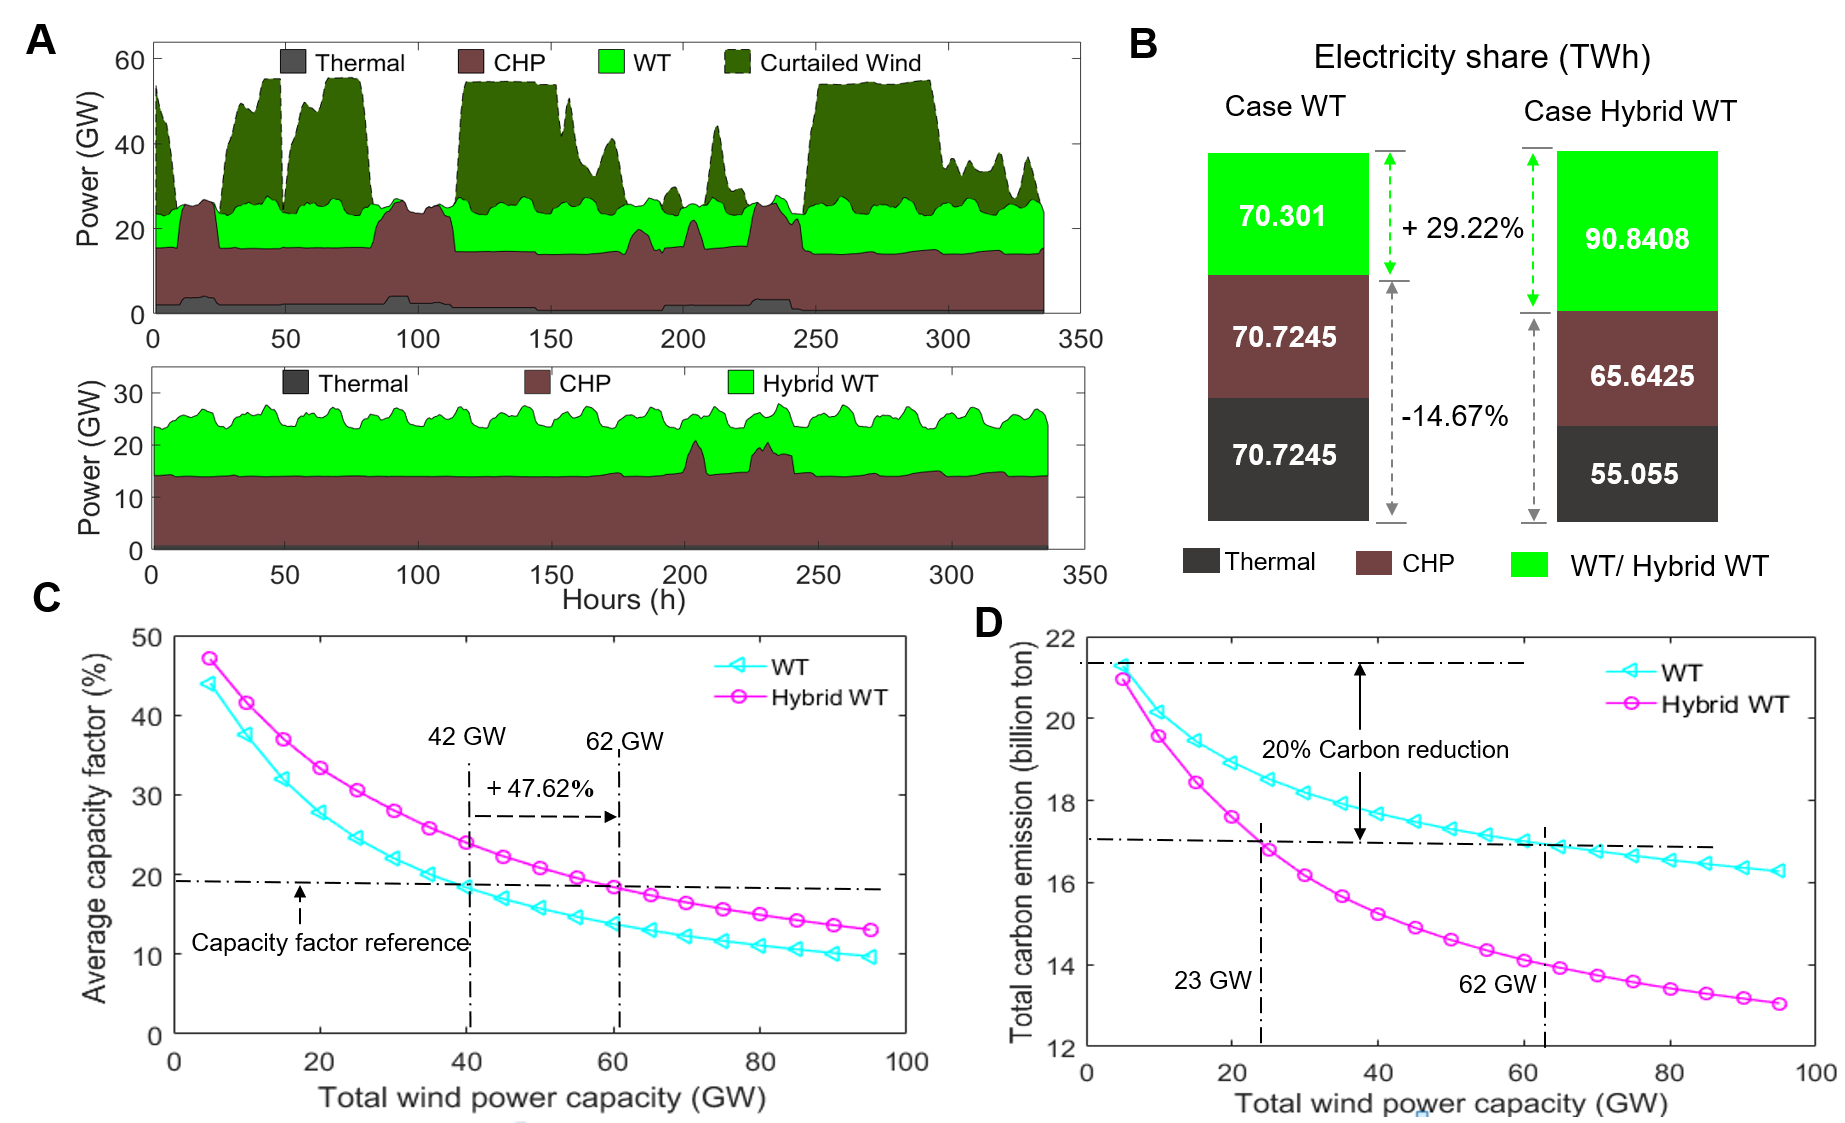 A
60
40
20
0
Power (GW)
Thermal
CHP
WT
Curtailed Wind
0
50
100
150
200
250
300
350
30
20
10
0
Power (GW)
Thermal
CHP
Hybrid WT
0
50
100
150
200
250
300
350
Hours (h)
B
Electricity share (TWh)
Case WT
Case Hybrid WT
70.301
70.7245
70.7245
+ 29.22%
-14.67%
90.8408
65.6425
55.055
Thermal
CHP
WT/ Hybrid WT
C
50
40
30
20
10
0
Average capacity factor (%)
WT
Hybrid WT
42 GW
62 GW
+ 47.62%
Capacity factor reference
0
20
40
60
80
100
Total wind power capacity (GW)
D
22
20
18
16
14
12
Total carbon emission (billion ton)
WT
Hybrid WT
20% Carbon reduction
23 GW
62 GW
0
20
40
60
80
100
Total wind power capacity (GW)